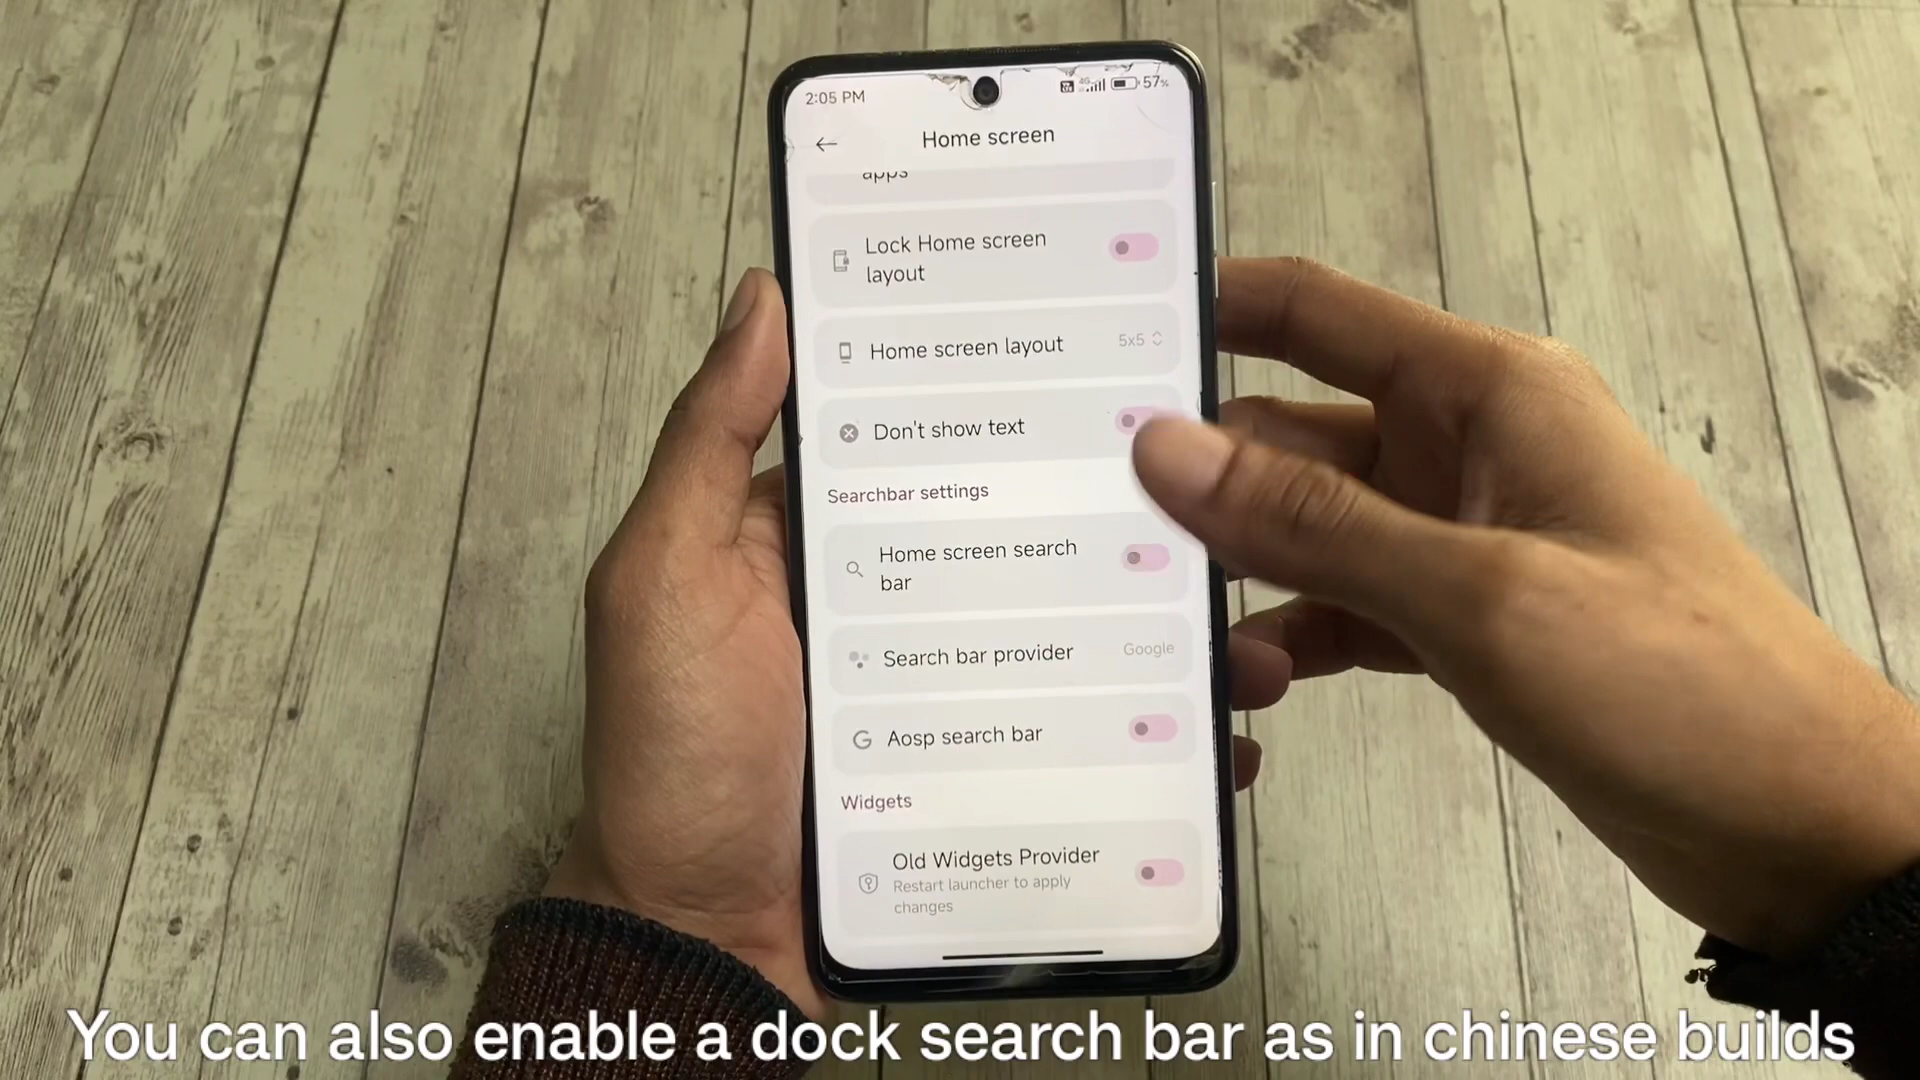 2:05 PM
4G
57%
Home screen
apps
Lock Home screen
layout
Home screen layout
5x5
Don't show text
Searchbar settings
Home screen search
bar
Search bar provider
Google
Aosp search bar
Widgets
Old Widgets Provider
Restart launcher to apply
changes
You can also enable a dock search bar as in chinese builds